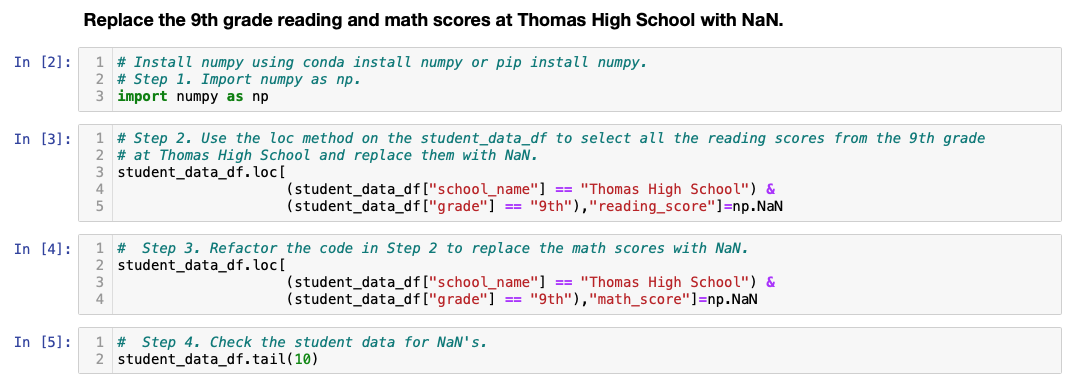 Replace the 9th grade reading and math scores at Thomas High School with NaN.
In [2]:
1 # Install numpy using conda install numpy or pip install numpy.
2 # Step 1. Import numpy as np.
3 import numpy as np
In [3]:
1 # Step 2. Use the loc method on the student_data_df to select all the reading scores from the 9th grade
2 # at Thomas High School and replace them with NaN.
3 student_data_df.loc[
4 (student_data_df["school_name"] == "Thomas High School") &
5 (student_data_df["grade"] == "9th"),"reading_score"]=np.NaN
In [4]:
1 #  Step 3. Refactor the code in Step 2 to replace the math scores with NaN.
2 student_data_df.loc[
3 (student_data_df["school_name"] == "Thomas High School") &
4 (student_data_df["grade"] == "9th"),"math_score"]=np.NaN
In [5]:
1 #  Step 4. Check the student data for NaN's.
2 student_data_df.tail(10)